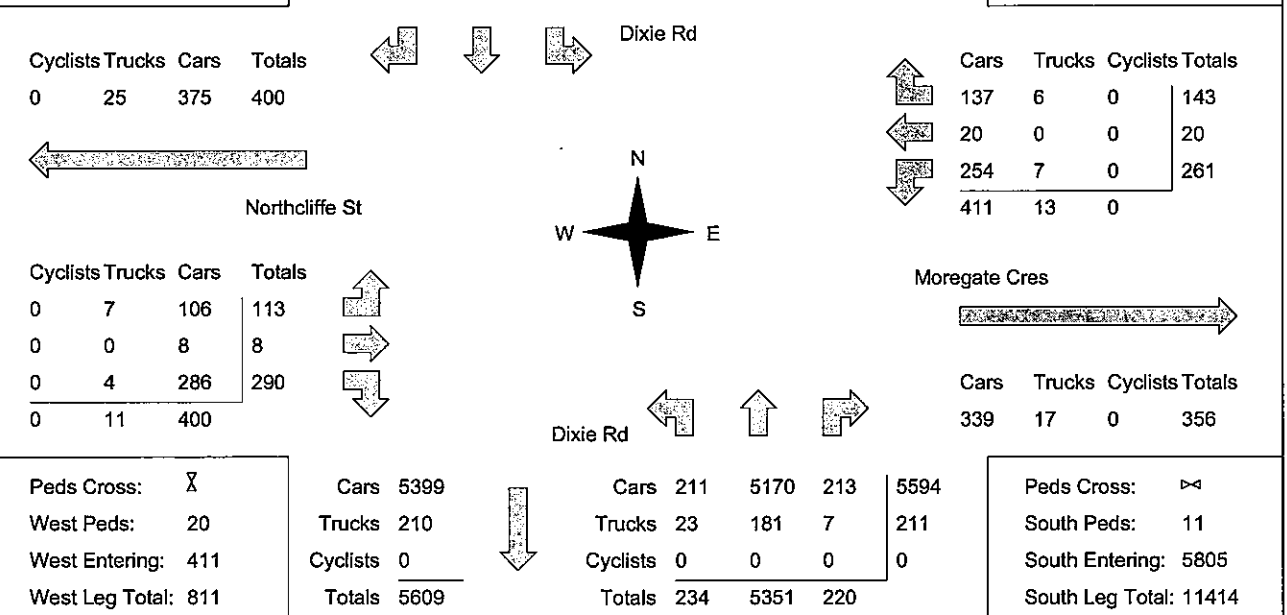 Dixie Rd
Cyclists Trucks Cars Totals
0 25 375 400
Cars Trucks Cyclists Totals
137 6 0 143
20 0 0 20
254 7 0 261
411 13 0
Northcliffe St
N
W E
S
Cyclists Trucks Cars Totals
0 7 106 113
0 0 8 8
0 4 286 290
0 11 400
Moregate Cres
Cars Trucks Cyclists Totals
339 17 0 356
Dixie Rd
Peds Cross:
West Peds: 20
West Entering: 411
West Leg Total: 811
Cars 5399
Trucks 210
Cyclists 0
Totals 5609
Cars 211 5170 213 5594
Trucks 23 181 7 211
Cyclists 0 0 0 0
Totals 234 5351 220
Peds Cross:
South Peds: 11
South Entering: 5805
South Leg Total: 11414